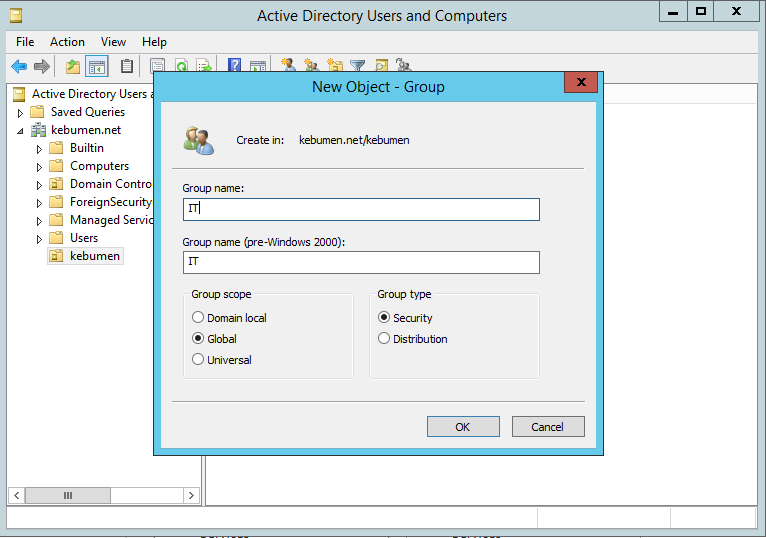 Active Directory Users and Computers
File Action View Help
Active Directory Users a
Saved Queries
kebumen.net
Builtin
Computers
Domain Contro
ForeignSecurity
Managed Servic
Users
kebumen
New Object - Group
Create in: kebumen.net/kebumen
Group name:
IT
Group name (pre-Windows 2000):
IT
Group scope
Domain local
Global
Universal
Group type
Security
Distribution
OK Cancel